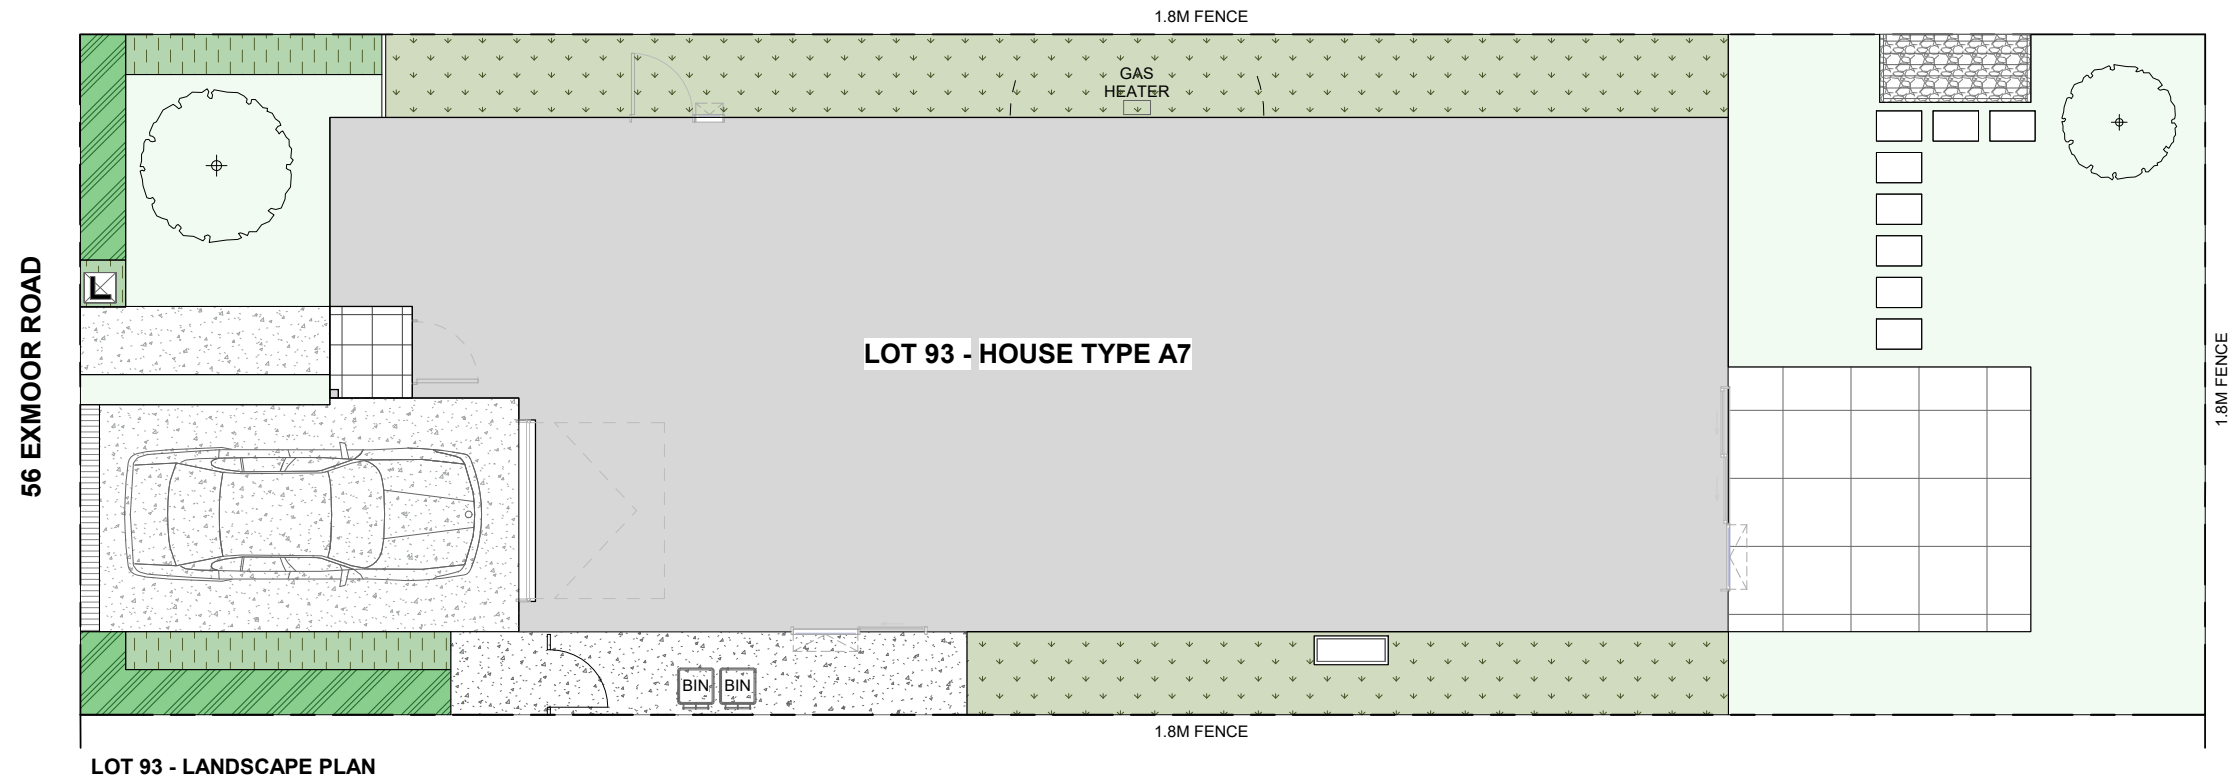 1.8M FENCE
GAS
HEATER
56 EXMOOR ROAD
L
LOT 93 - HOUSE TYPE A7
1.8M FENCE
BIN BIN
1.8M FENCE
LOT 93 - LANDSCAPE PLAN